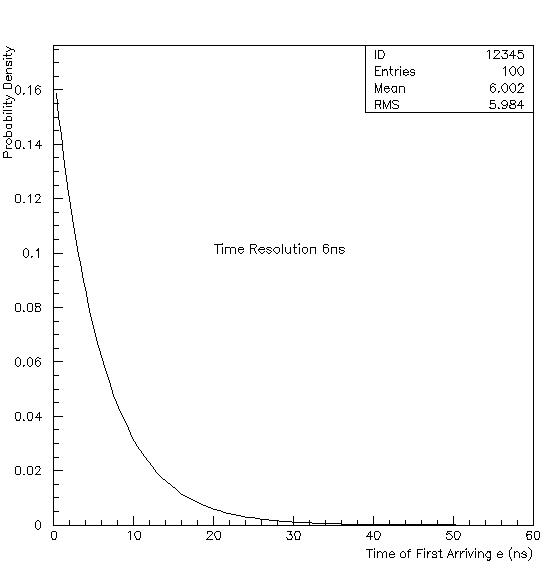 Probability Density
ID 12345
Entries 100
Mean 6.002
RMS 5.984
0.16
0.14
0.12
0.1
0.08
0.06
0.04
0.02
0
Time Resolution 6ns
0 10 20 30 40 50 60
Time of First Arriving e (ns)